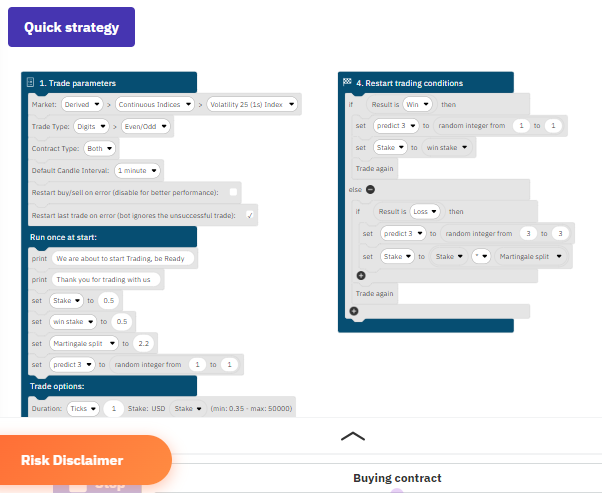 Quick strategy
1. Trade parameters
Market: Derived ▼ > Continuous Indices ▼ > Volatility 25 (1s) Index ▼
Trade Type: Digits ▼ > Even/Odd ▼
Contract Type: Both ▼
Default Candle Interval: 1 minute ▼
Restart buy/sell on error (disable for better performance):
Restart last trade on error (bot ignores the unsuccessful trade): ✓
Run once at start:
print We are about to start Trading, be Ready
print Thank you for trading with us
set Stake ▼ to 0.5
set win stake ▼ to 0.5
set Martingale split ▼ to 2.2
set predict 3 ▼ to random integer from 1 to 1
Trade options:
Duration: Ticks ▼ 1 Stake: USD Stake ▼ (min: 0.35 - max: 50000)
4. Restart trading conditions
if Result is Win ▼ then
set predict 3 ▼ to random integer from 1 to 1
set Stake ▼ to win stake ▼
Trade again
else
if Result is Loss ▼ then
set predict 3 ▼ to random integer from 3 to 3
set Stake ▼ to Stake ▼ * ▼ Martingale split ▼
Trade again
Risk Disclaimer
Stop
Buying contract